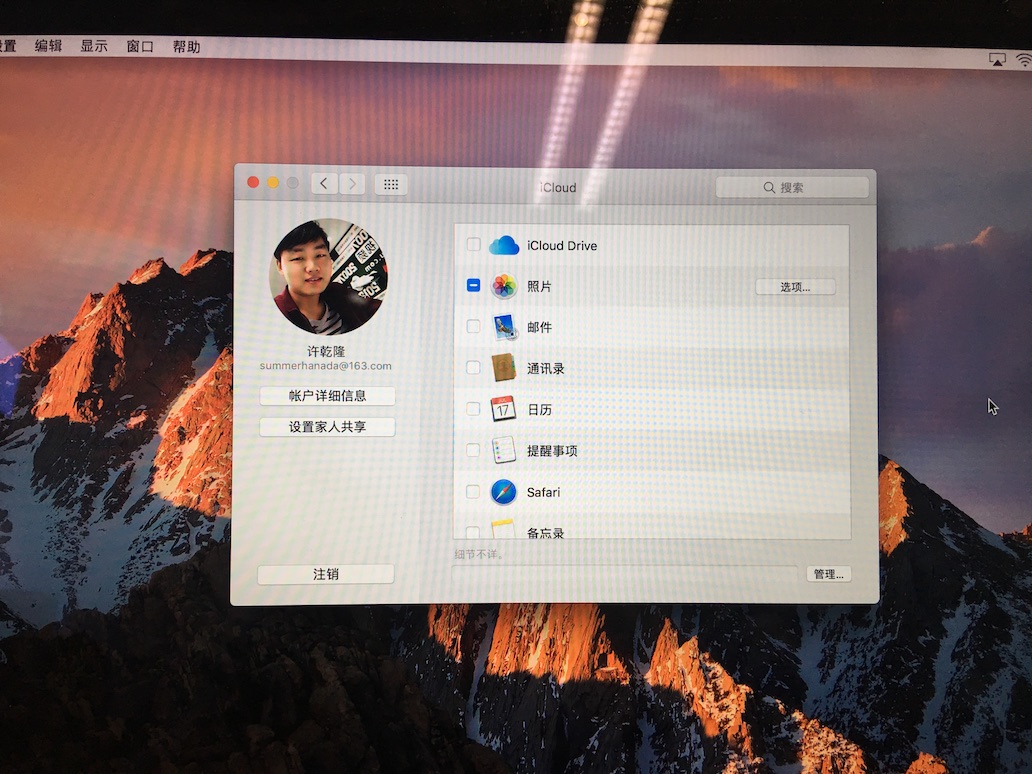 编辑 显示 窗口 帮助
iCloud
搜索
许乾隆
summerhanada@163.com
帐户详细信息
设置家人共享
注销
iCloud Drive
照片
选项...
邮件
通讯录
17
日历
提醒事项
Safari
备忘录
细节不详。
管理...